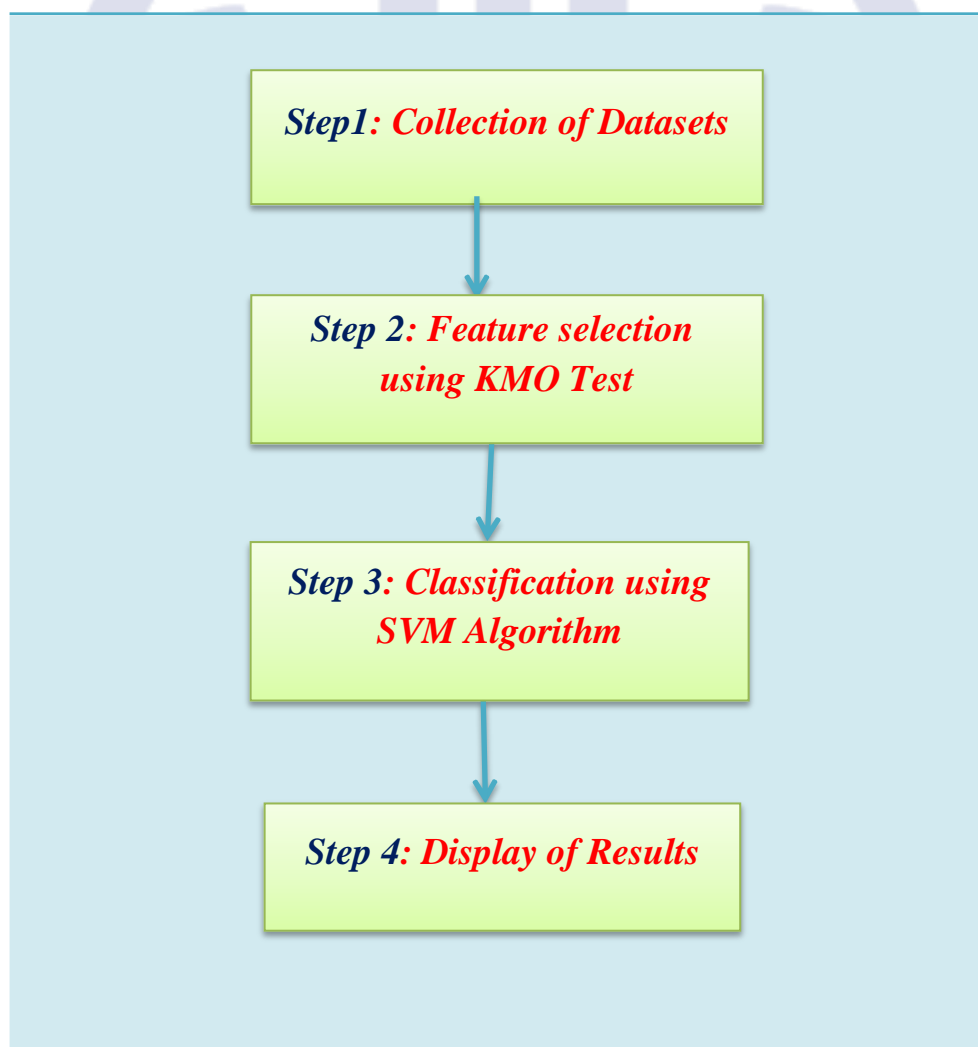 Step1: Collection of Datasets
Step 2: Feature selection
using KMO Test
Step 3: Classification using
SVM Algorithm
Step 4: Display of Results